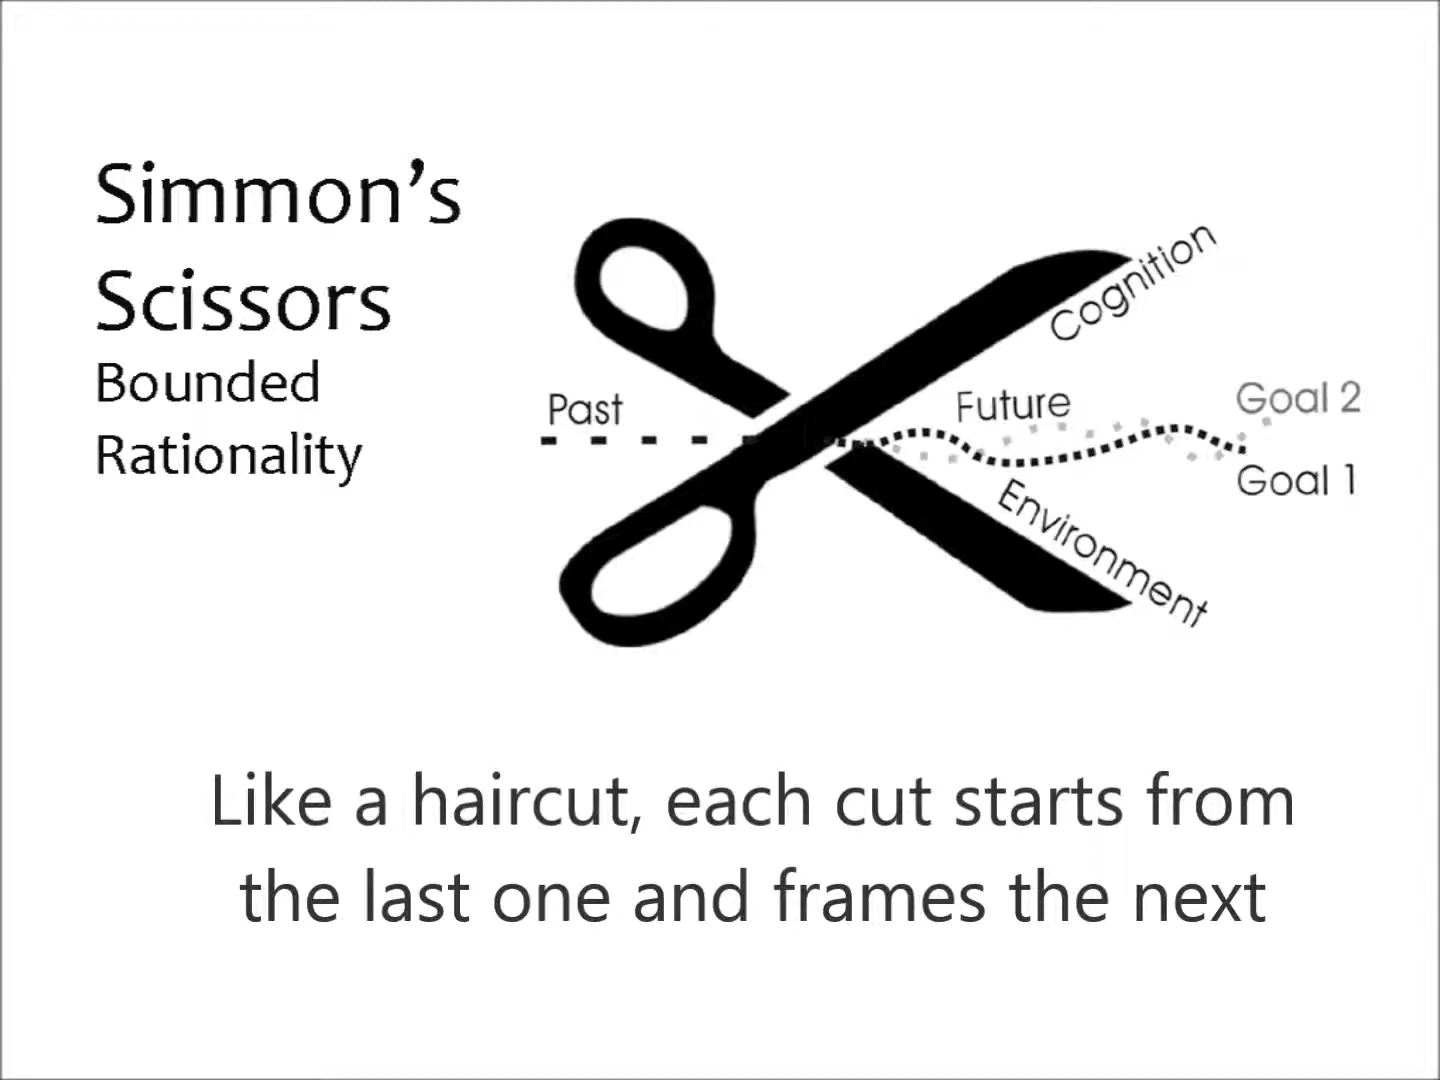 Simmon’s
Scissors
Bounded
Rationality
Past
Future
Cognition
Environment
Goal 2
Goal 1
Like a haircut, each cut starts from
the last one and frames the next